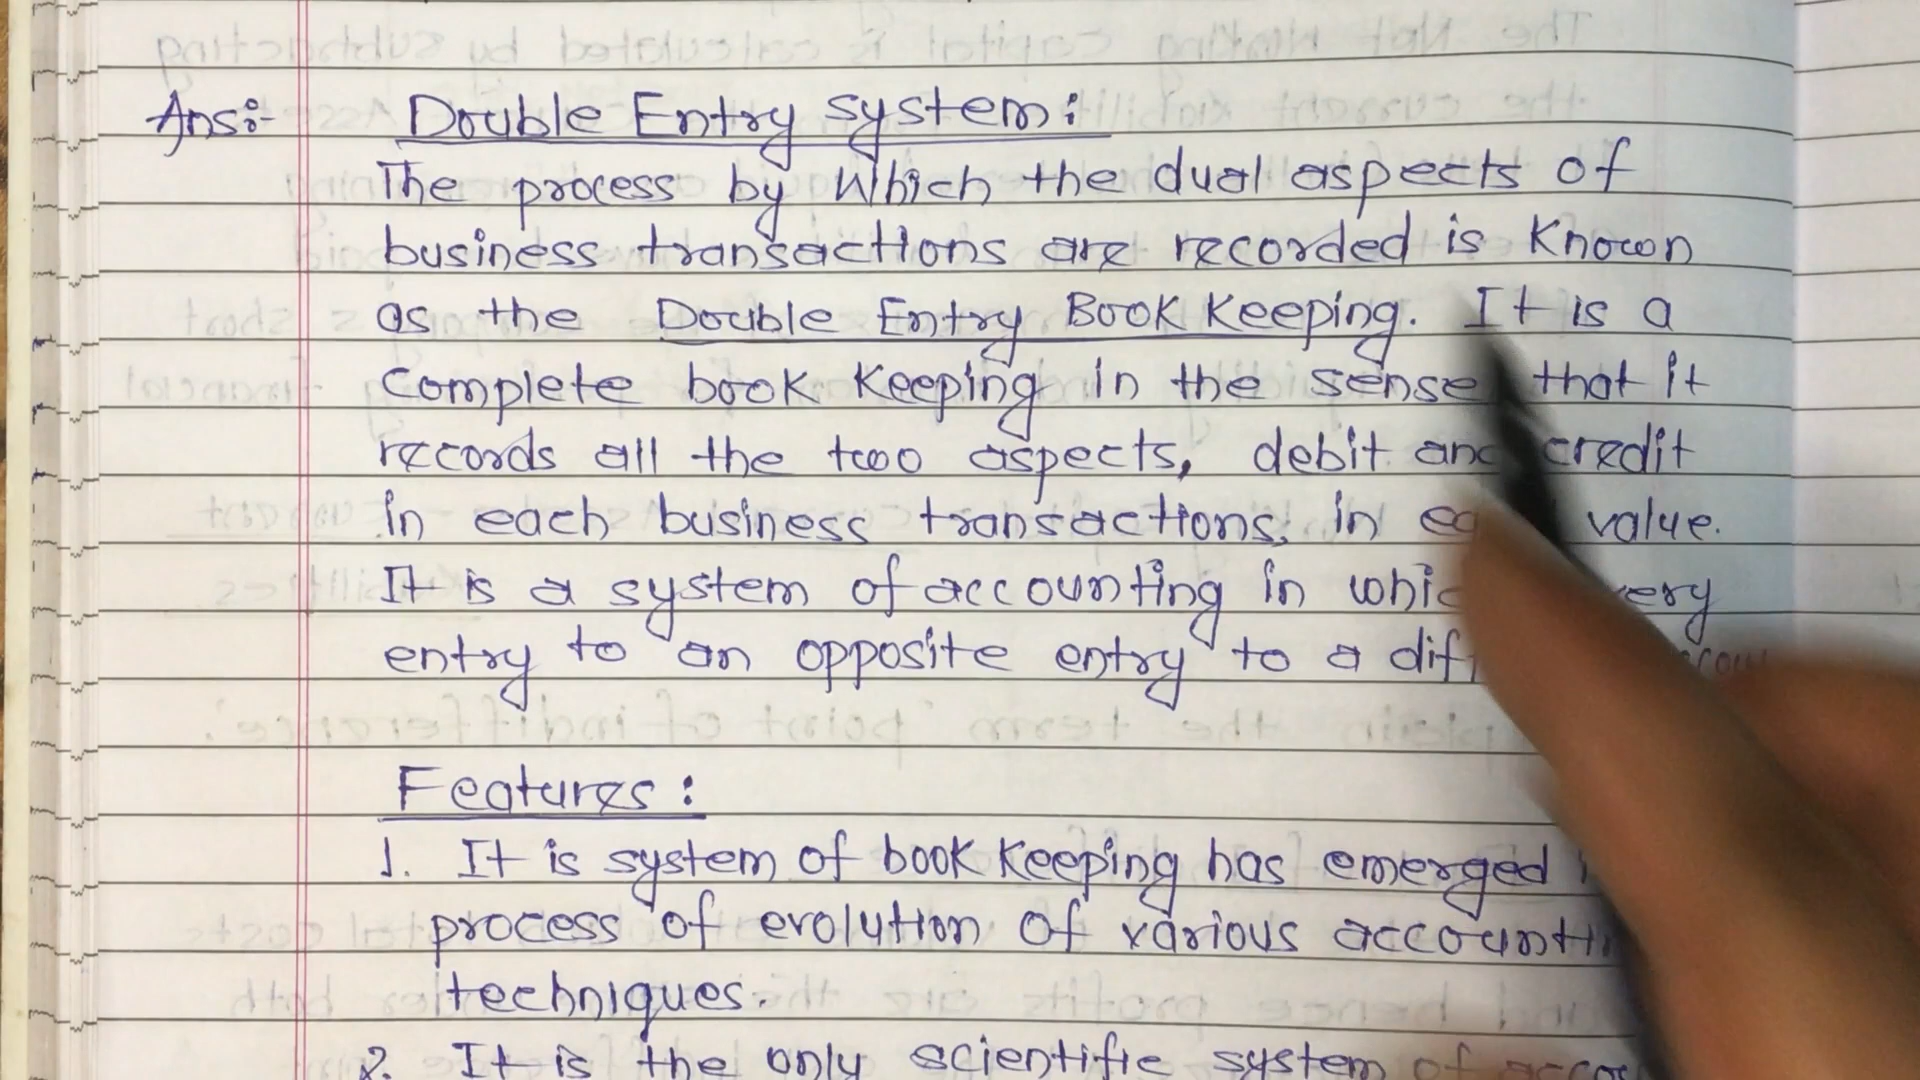 Ans:- Double Entry system:
The process by Which the dual aspects of
business transactions are recorded is Known
as the Double Entry Book Keeping. It is a
Complete book Keeping in the sense that it
records all the two aspects, debit and credit
in each business transactions, in value.
It is a system of accounting in
entry to an opposite entry to a
Features:
1. It is system of book Keeping has emerged
process of evolution of various
techniques.
2. It is the only scientific system of